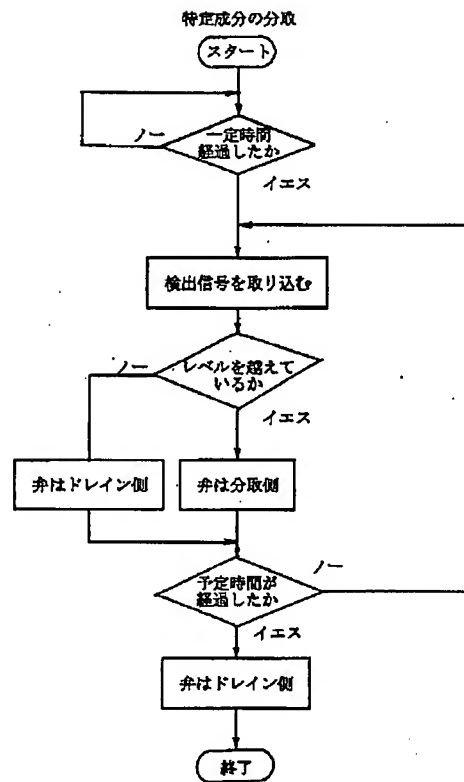 特定成分の分取
スタート
ノー
一定時間
経過したか
イエス
検出信号を取り込む
ノー
レベルを越えて
いるか
イエス
弁はドレイン側
弁は分取側
予定時間が
経過したか
ノー
イエス
弁はドレイン側
終了